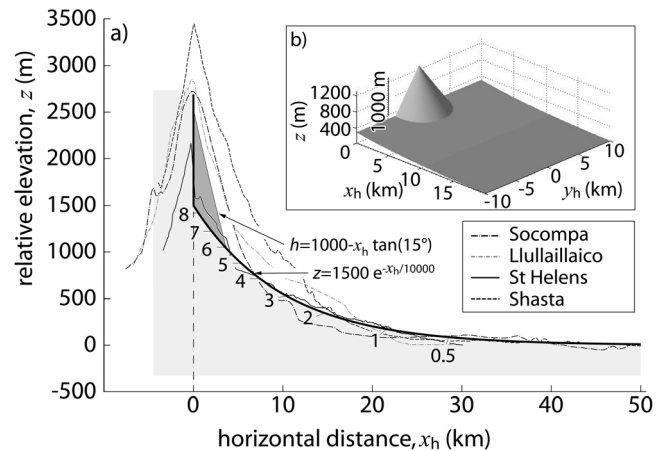 a)
relative elevation, z (m)
3500
3000
2500
2000
1500
1000
500
0
-500
0
10
20
30
40
50
horizontal distance, xh (km)
8
7
6
5
4
3
2
1
0.5
h=1000-xh tan(15°)
z=1500 e-xh/10000
b)
z (m)
1200
800
400
1000 m
0
5
10
15
xh (km)
-10
-5
0
5
10
yh (km)
Socompa
Llullaillaico
St Helens
Shasta